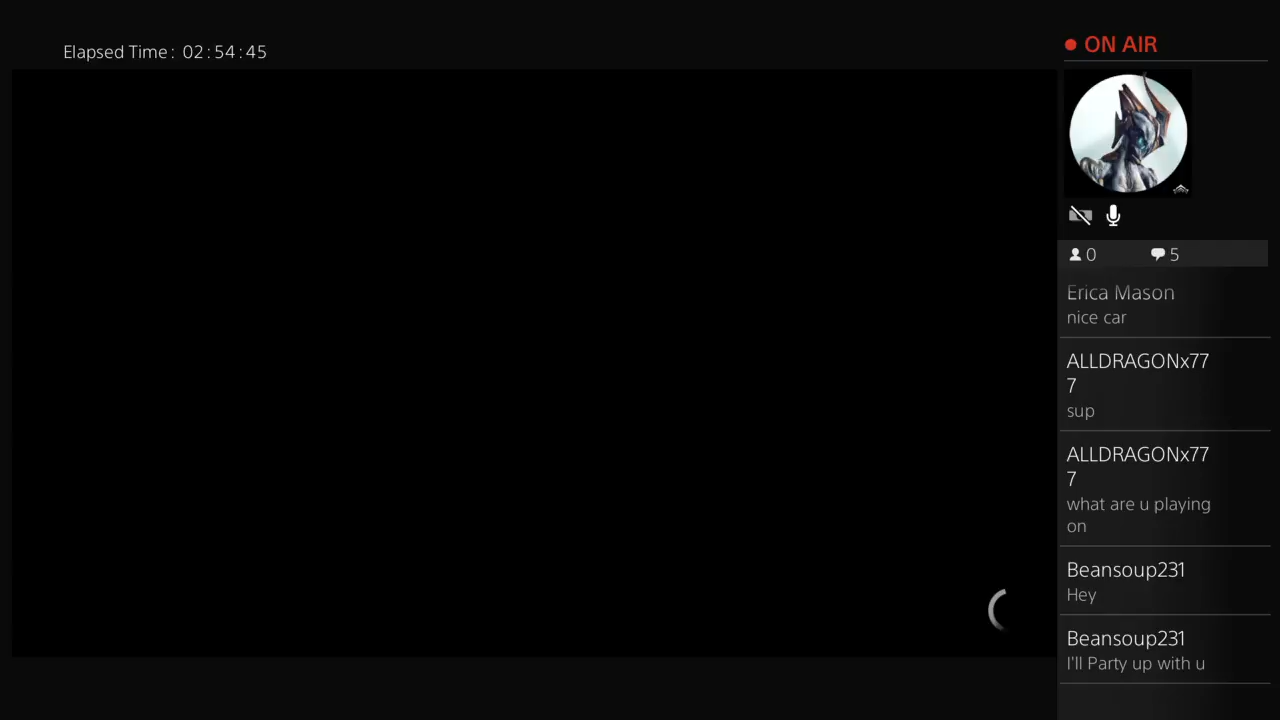 Elapsed Time: 02:54:45
ON AIR
0 5
Erica Mason
nice car
ALLDRAGONx77
7
sup
ALLDRAGONx77
7
what are u playing
on
Beansoup231
Hey
Beansoup231
I'll Party up with u